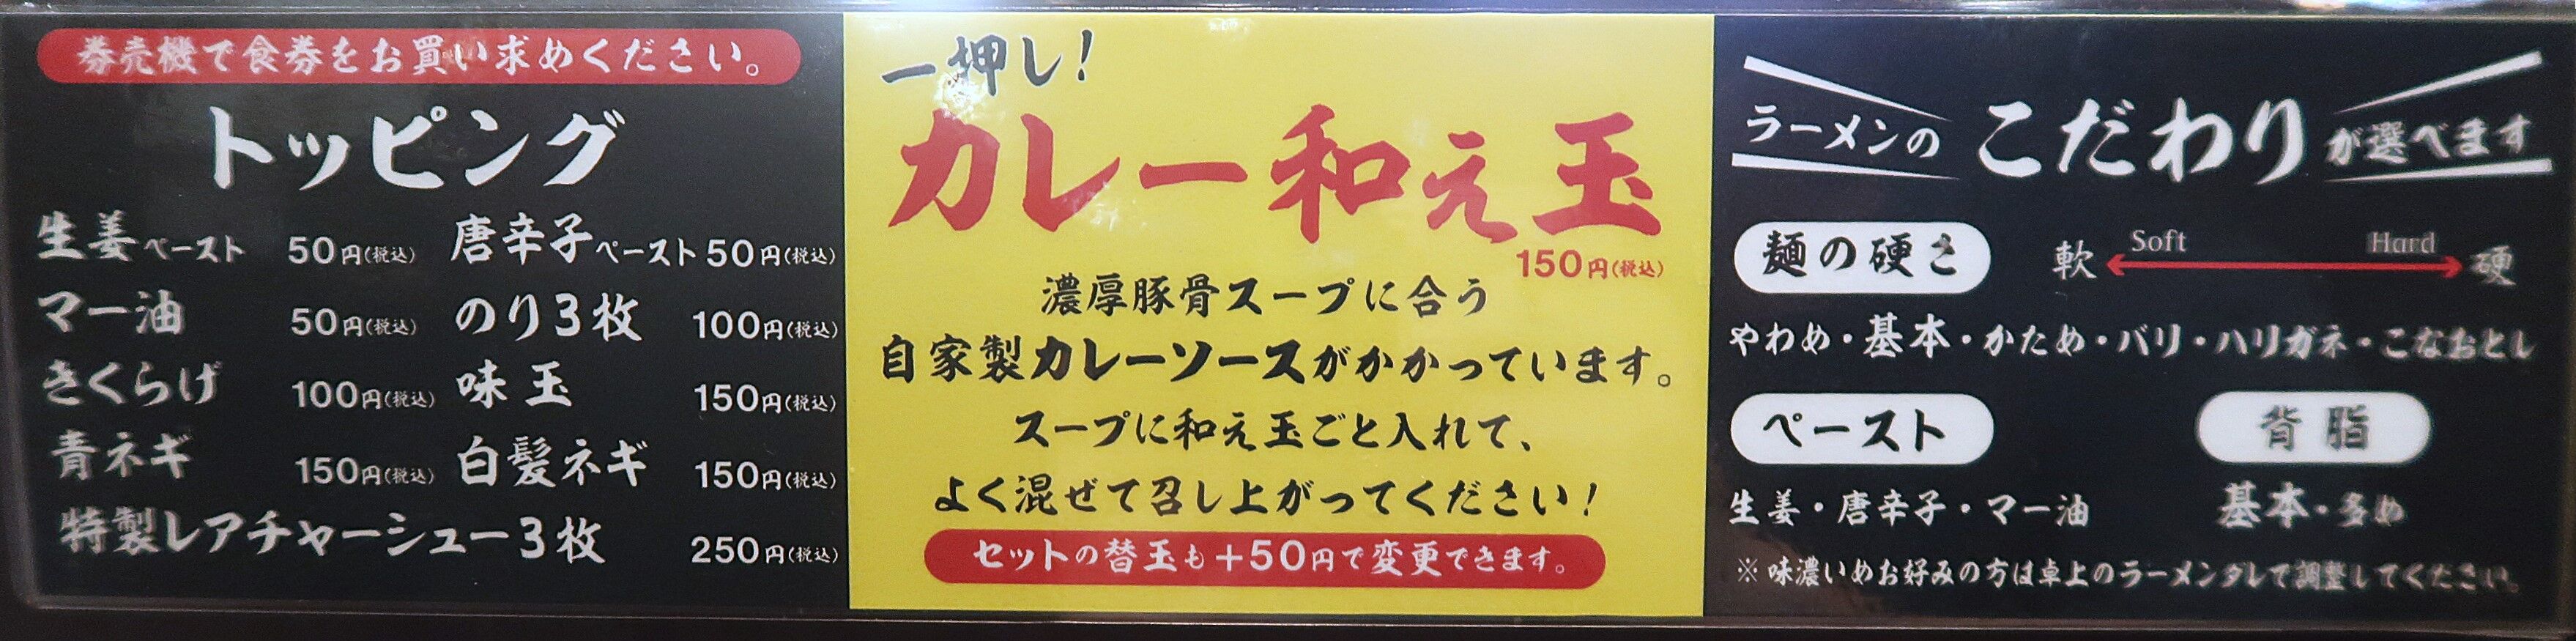 券売機で食券をお買い求めください。
トッピング
生姜ペースト 50円(税込) 唐辛子ペースト 50円(税込)
マー油 50円(税込) のり3枚 100円(税込)
きくらげ 100円(税込) 味玉 150円(税込)
青ネギ 150円(税込) 白髪ネギ 150円(税込)
特製レアチャーシュー3枚 250円(税込)
一押し!
カレー和え玉
150円(税込)
濃厚豚骨スープに合う
自家製カレーソースがかかっています。
スープに和え玉ごと入れて、
よく混ぜて召し上がってください!
セットの替玉も+50円で変更できます。
ラーメンの こだわり が選べます
麺の硬さ 軟 Soft Hard 硬
やわめ・基本・かため・バリ・ハリガネ・こなおとし
ペースト 背脂
生姜・唐辛子・マー油 基本・多め
※味濃いめお好みの方は卓上のラーメンダレで調整してください。